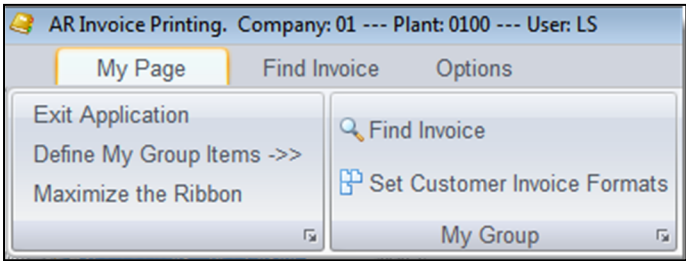 AR Invoice Printing. Company: 01 --- Plant: 0100 --- User: LS
My Page Find Invoice Options
Exit Application
Define My Group Items ->>
Maximize the Ribbon
Find Invoice
Set Customer Invoice Formats
My Group